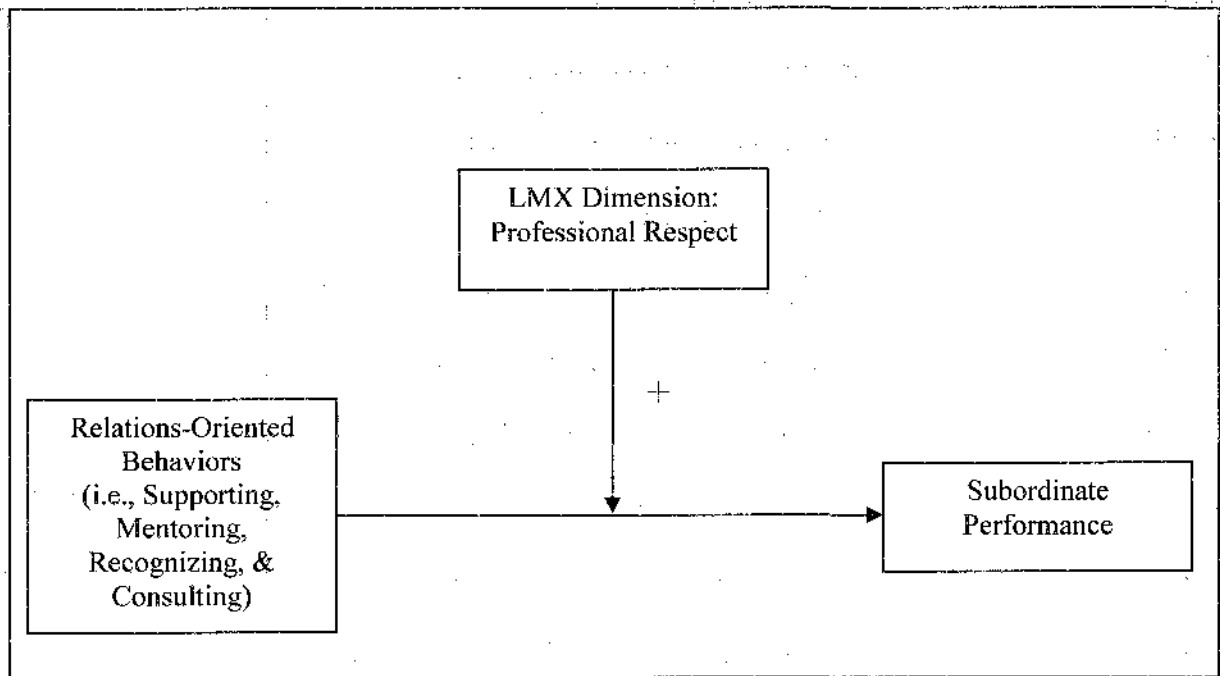 LMX Dimension:
Professional Respect
+
Relations-Oriented
Behaviors
(i.e., Supporting,
Mentoring,
Recognizing, &
Consulting)
Subordinate
Performance